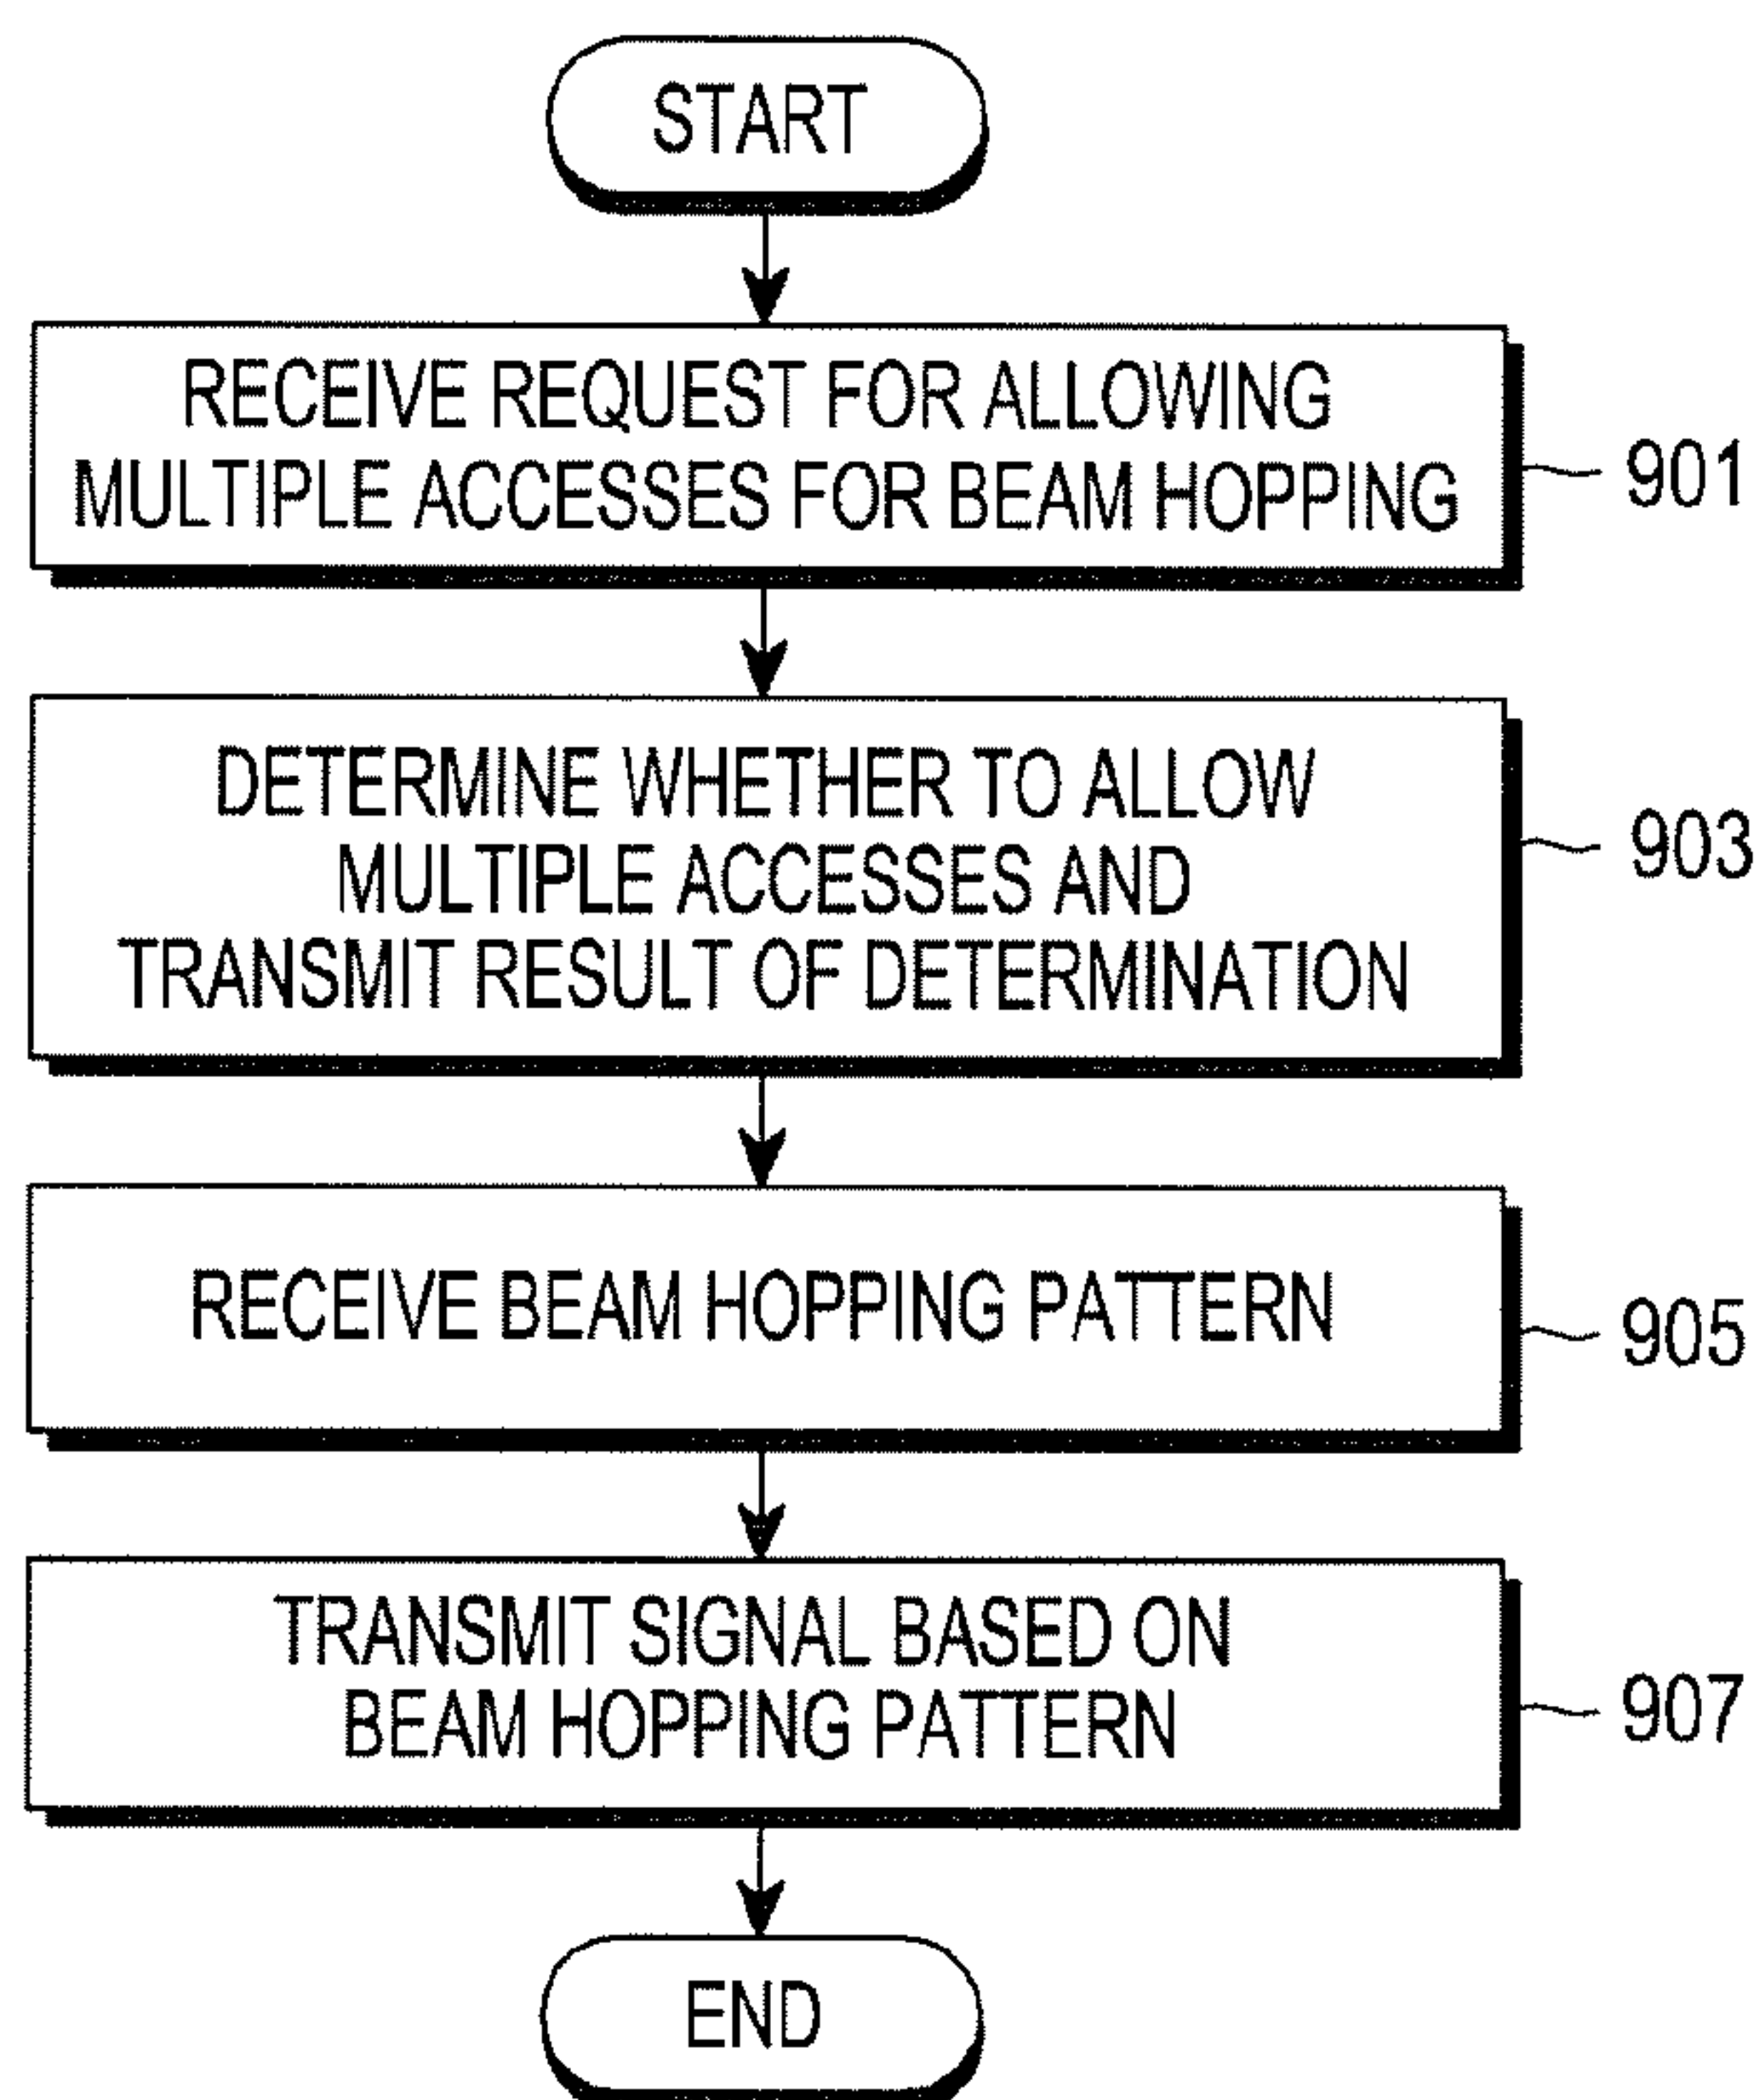 START
RECEIVE REQUEST FOR ALLOWING
MULTIPLE ACCESSES FOR BEAM HOPPING
901
DETERMINE WHETHER TO ALLOW
MULTIPLE ACCESSES AND
TRANSMIT RESULT OF DETERMINATION
903
RECEIVE BEAM HOPPING PATTERN
905
TRANSMIT SIGNAL BASED ON
BEAM HOPPING PATTERN
907
END